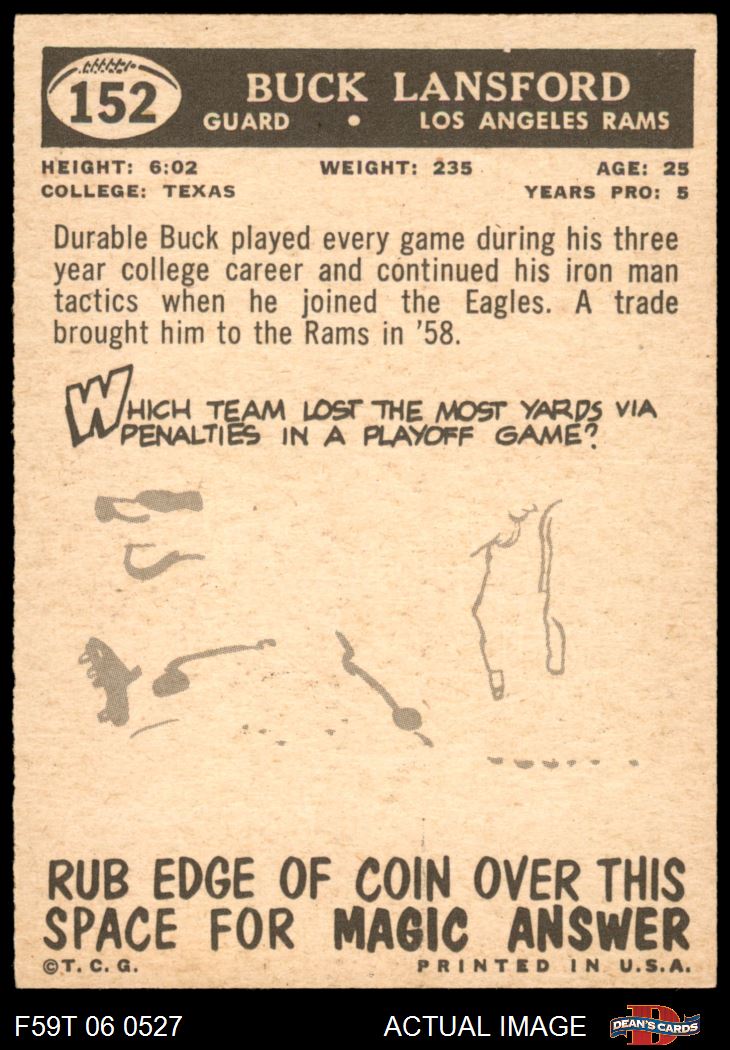 152
BUCK LANSFORD
GUARD • LOS ANGELES RAMS
HEIGHT: 6:02 WEIGHT: 235 AGE: 25
COLLEGE: TEXAS YEARS PRO: 5
Durable Buck played every game during his three
year college career and continued his iron man
tactics when he joined the Eagles. A trade
brought him to the Rams in '58.
WHICH TEAM LOST THE MOST YARDS VIA
PENALTIES IN A PLAYOFF GAME?
RUB EDGE OF COIN OVER THIS
SPACE FOR MAGIC ANSWER
©T. C. G. PRINTED IN U.S.A.
F59T 06 0527 ACTUAL IMAGE DEAN'S CARDS